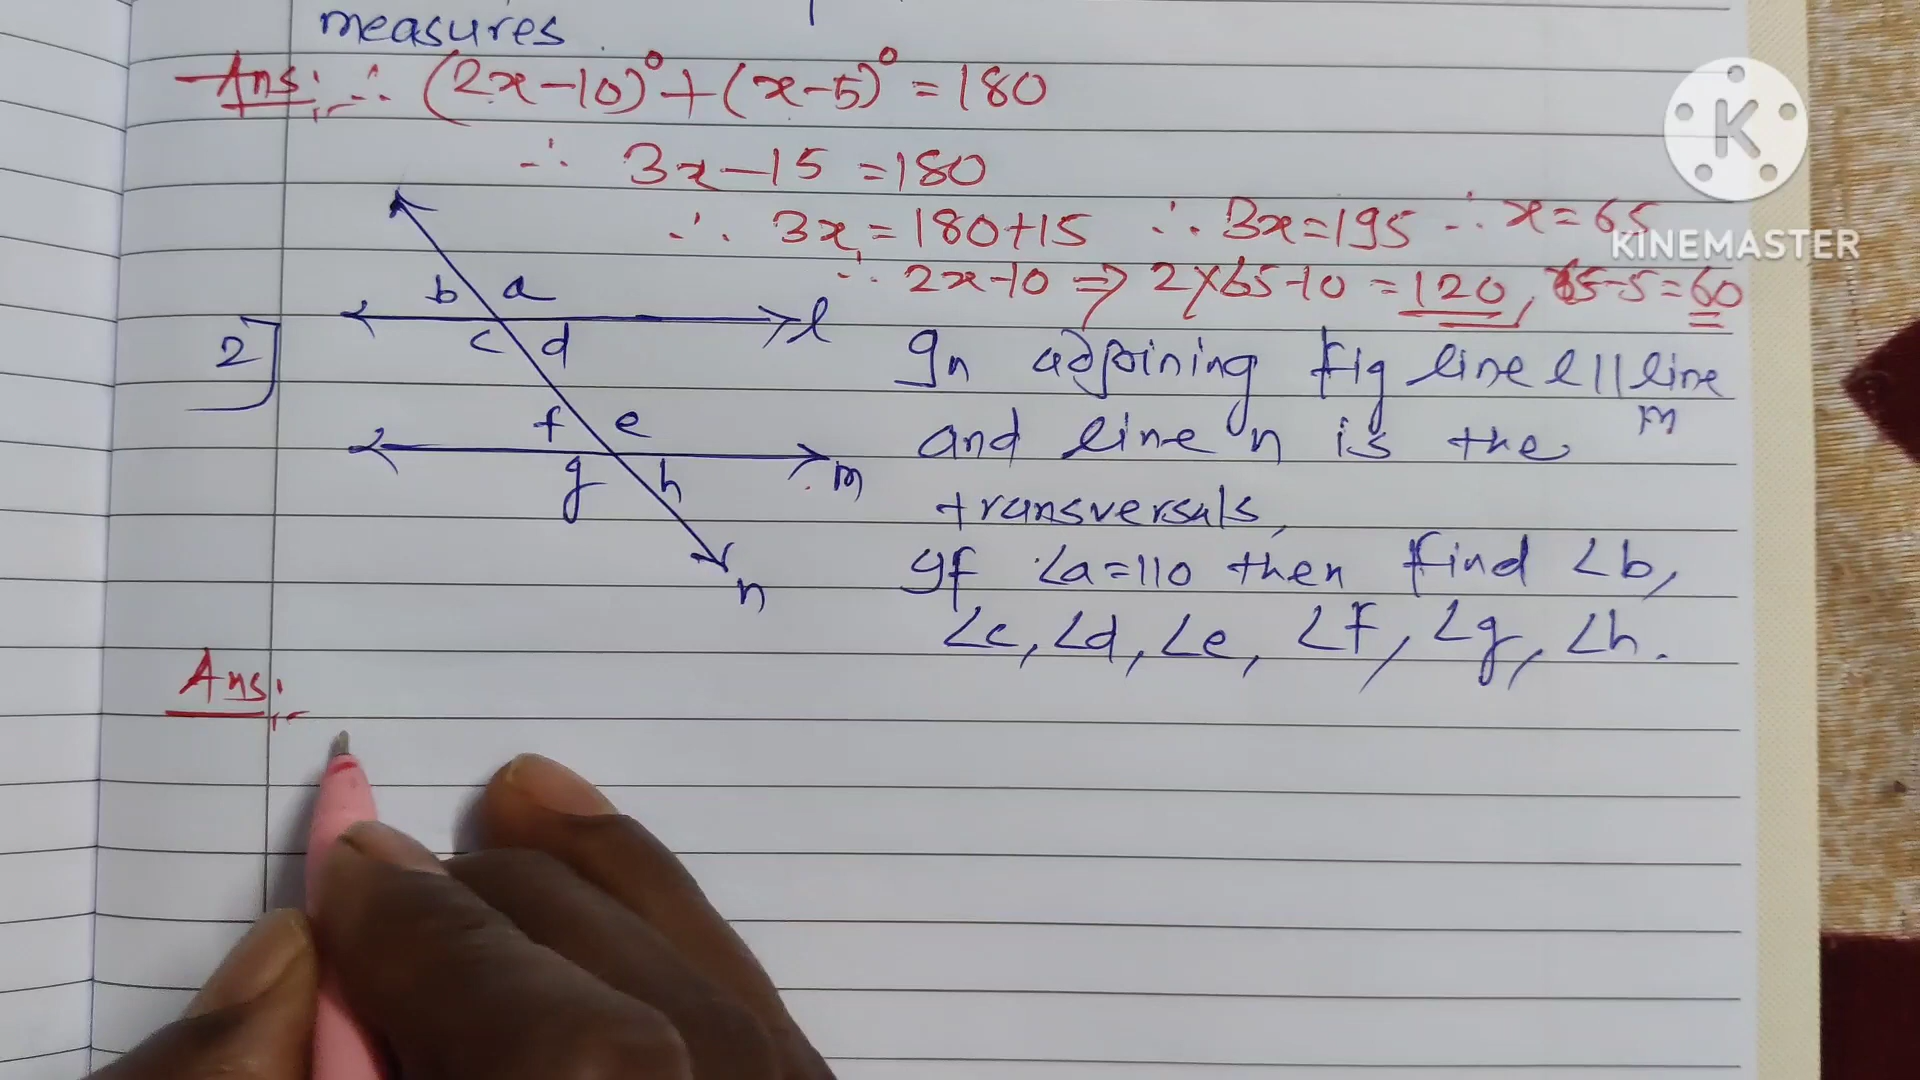 measures
Ans:- ∴ (2x-10)° + (x-5)° = 180
∴ 3x-15 = 180
∴ 3x = 180+15 ∴ 3x=195 ∴ x=65
∴ 2x-10 ⇒ 2×65-10 = 120, 65-5=60
KINEMASTER
b a
l
c d
2]
In adjoining Fig line l||line
m
f e
and line n is the
g h
m
transversals,
n
If ∠a=110 then find ∠b,
∠c, ∠d, ∠e, ∠f, ∠g, ∠h.
Ans:-